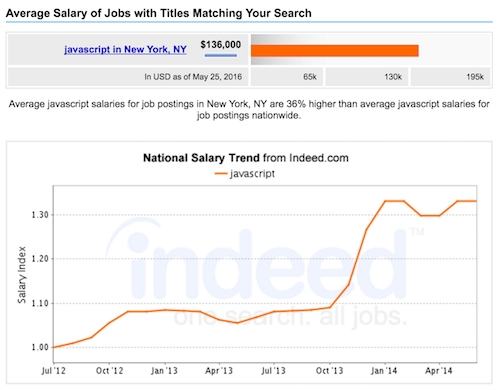 Average Salary of Jobs with Titles Matching Your Search
javascript in New York, NY $136,000
In USD as of May 25, 2016 65k 130k 195k
Average javascript salaries for job postings in New York, NY are 36% higher than average javascript salaries for
job postings nationwide.
National Salary Trend from Indeed.com
javascript
Salary Index
1.30
1.20
1.10
1.00
indeed™
one search. all jobs.
Jul '12 Oct '12 Jan '13 Apr '13 Jul '13 Oct '13 Jan '14 Apr '14